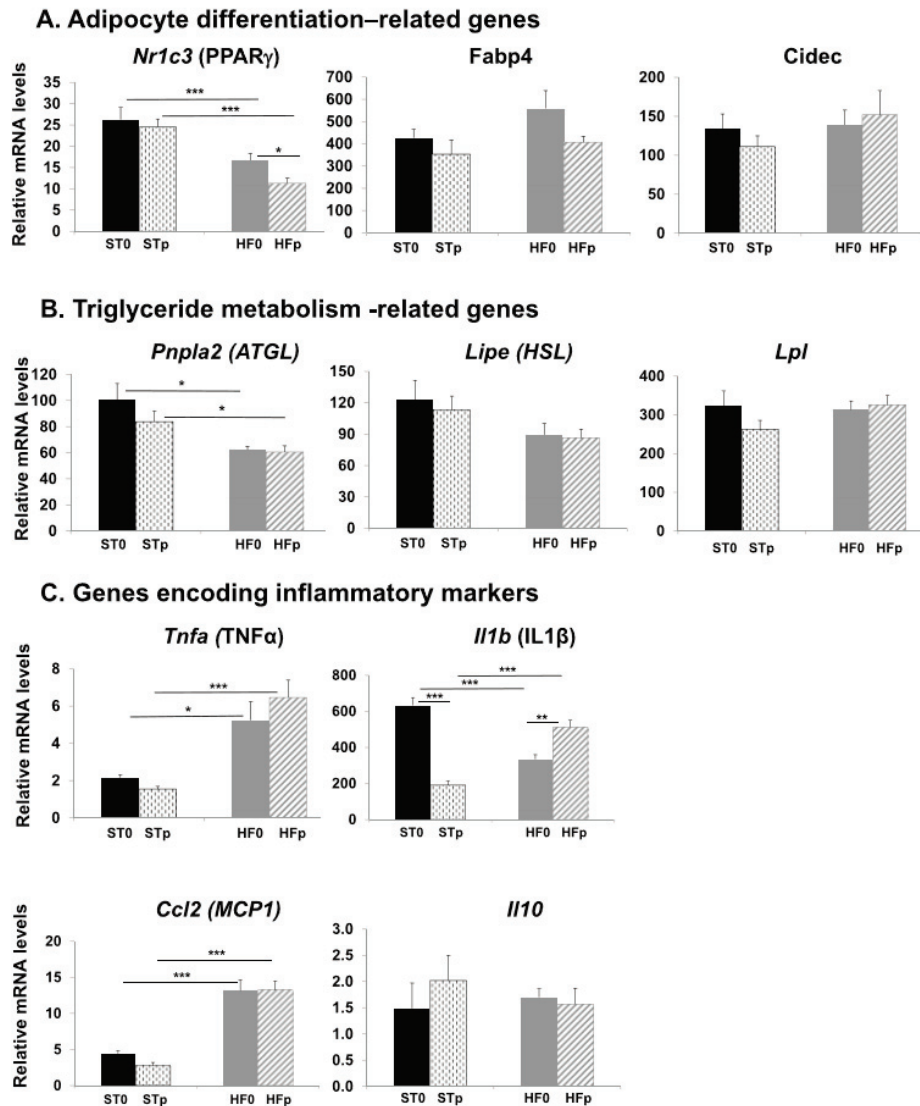 A. Adipocyte differentiation–related genes
Nr1c3 (PPARγ)
Fabp4
Cidec
Relative mRNA levels
35
30
25
20
15
10
5
0
***
***
*
ST0 STp HF0 HFp
700
600
500
400
300
200
100
0
ST0 STp HF0 HFp
200
150
100
50
0
ST0 STp HF0 HFp
B. Triglyceride metabolism -related genes
Pnpla2 (ATGL)
Lipe (HSL)
Lpl
Relative mRNA levels
120
100
80
60
40
20
0
*
*
ST0 STp HF0 HFp
150
120
90
60
30
0
ST0 STp HF0 HFp
400
300
200
100
0
ST0 STp HF0 HFp
C. Genes encoding inflammatory markers
Tnfa (TNFα)
Il1b (IL1β)
Relative mRNA levels
8
6
4
2
0
***
*
ST0 STp HF0 HFp
800
600
400
200
0
***
***
***
**
ST0 STp HF0 HFp
Ccl2 (MCP1)
Il10
Relative mRNA levels
20
15
10
5
0
***
***
ST0 STp HF0 HFp
3.0
2.5
2.0
1.5
1.0
0.5
0.0
ST0 STp HF0 HFp